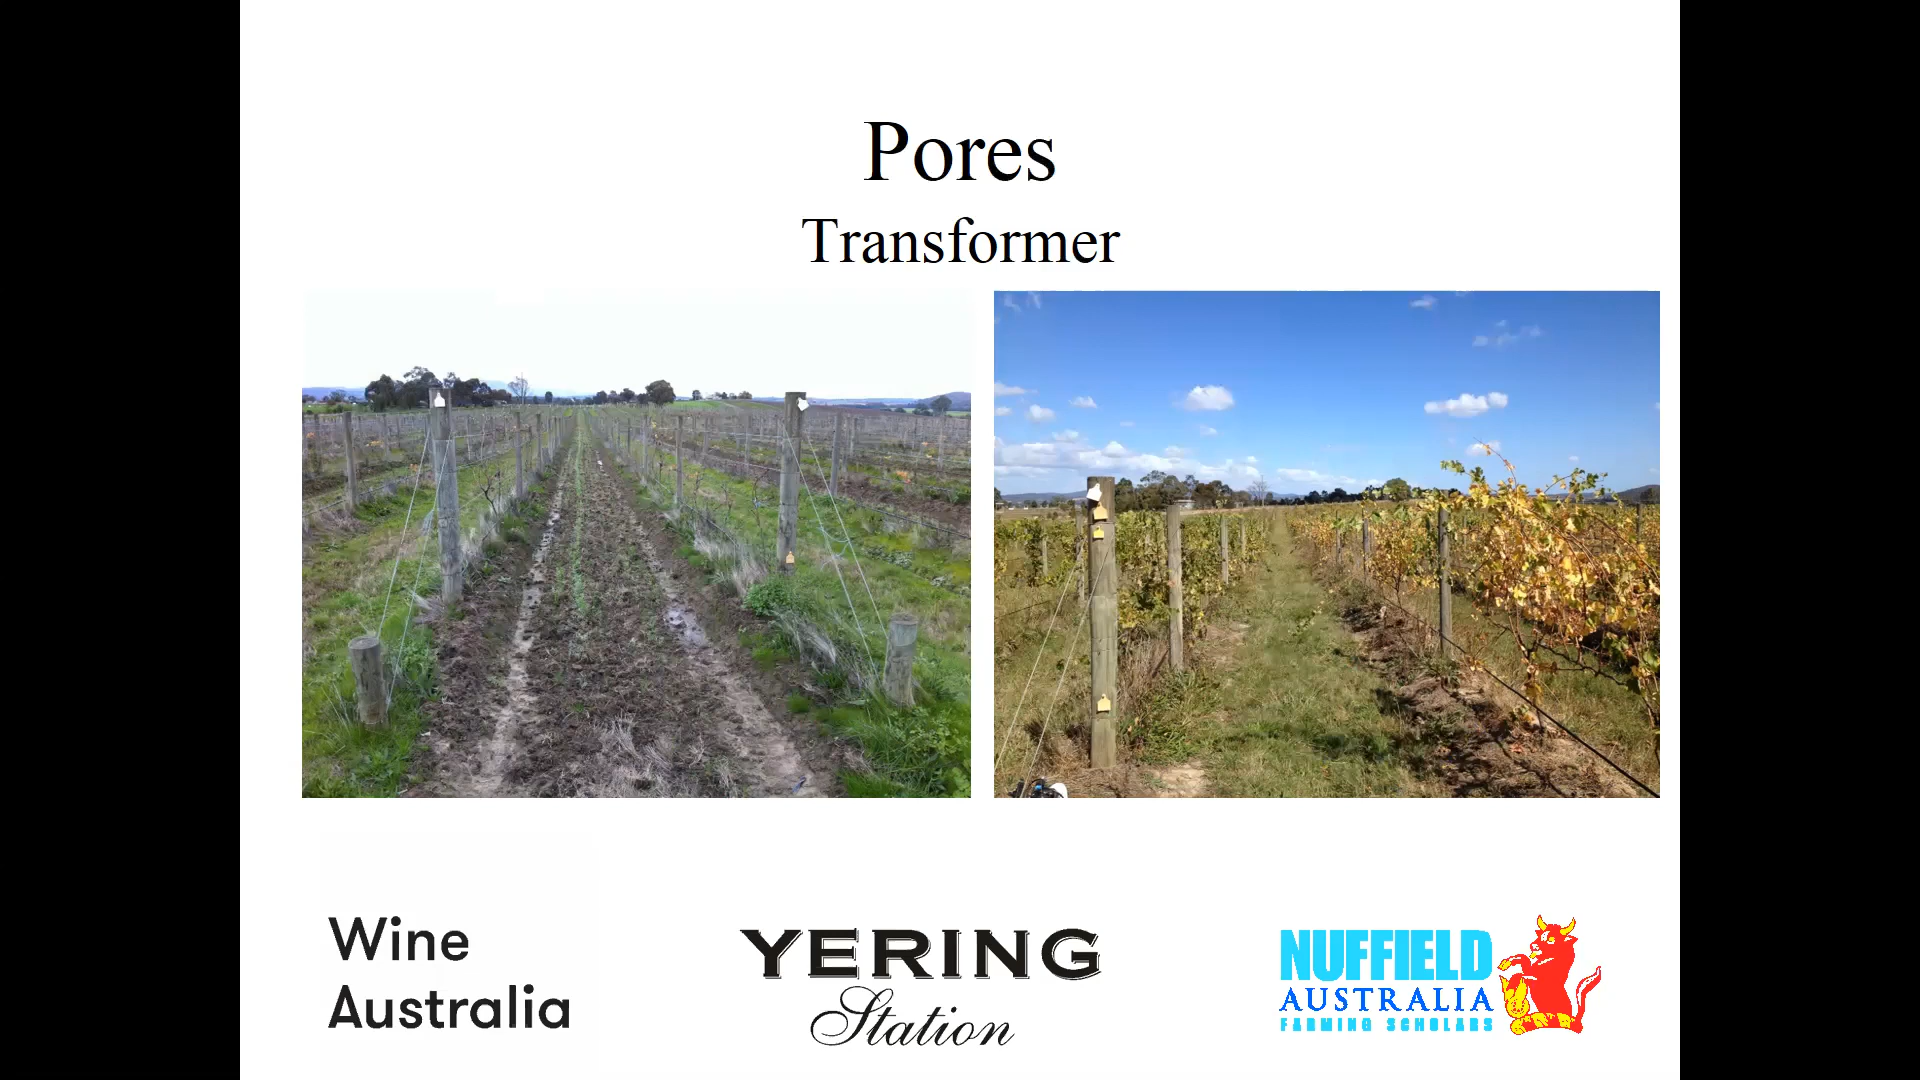 Pores
Transformer
Wine
Australia
YERING
Station
NUFFIELD
AUSTRALIA
FARMING SCHOLARS